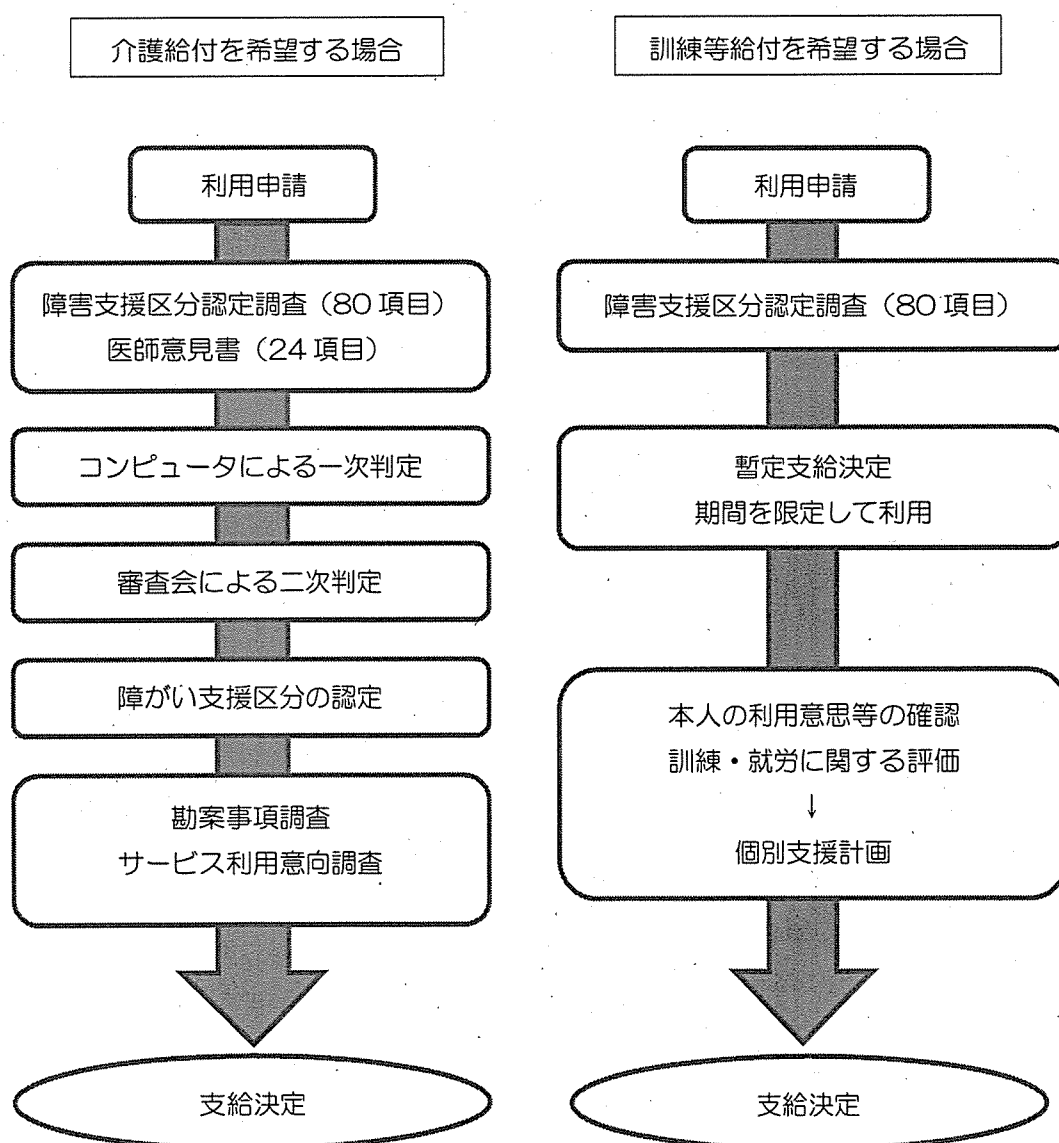 介護給付を希望する場合
利用申請
障害支援区分認定調査（80 項目）
医師意見書（24 項目）
コンピュータによる一次判定
審査会による二次判定
障がい支援区分の認定
勘案事項調査
サービス利用意向調査
支給決定
訓練等給付を希望する場合
利用申請
障害支援区分認定調査（80 項目）
暫定支給決定
期間を限定して利用
本人の利用意思等の確認
訓練・就労に関する評価
↓
個別支援計画
支給決定